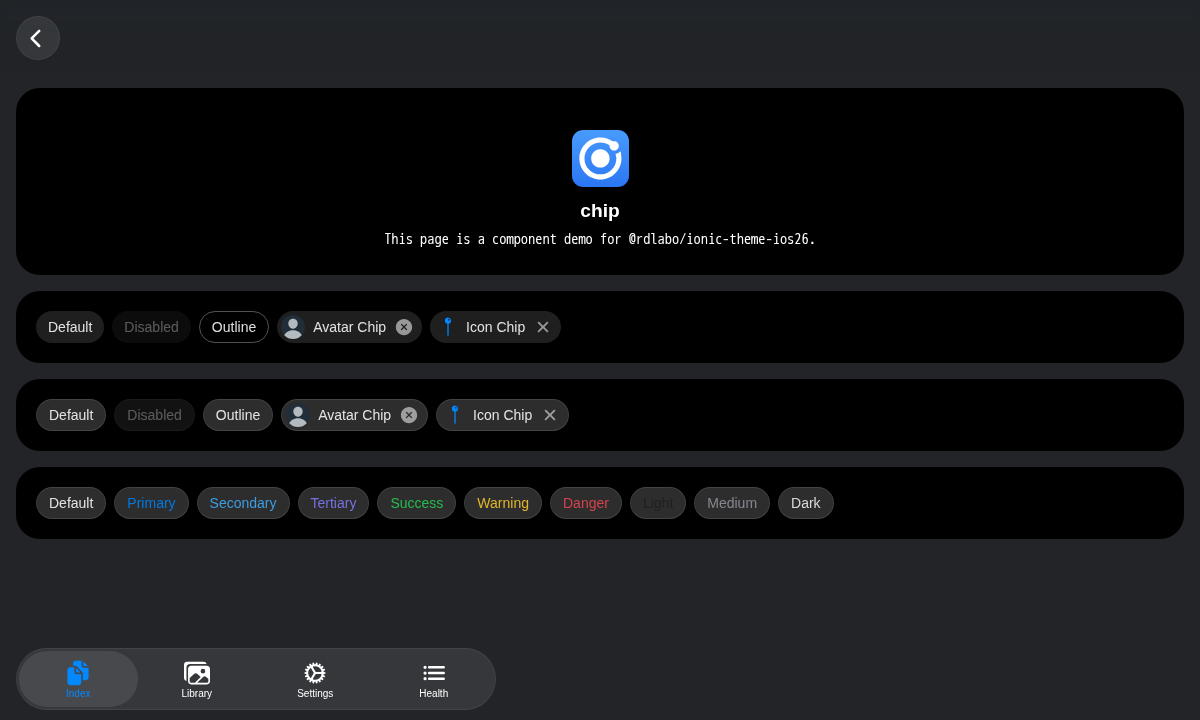 chip
This page is a component demo for @rdlabo/ionic-theme-ios26.
Default Disabled Outline Avatar Chip Icon Chip
Default Disabled Outline Avatar Chip Icon Chip
Default Primary Secondary Tertiary Success Warning Danger Light Medium Dark
Index Library Settings Health